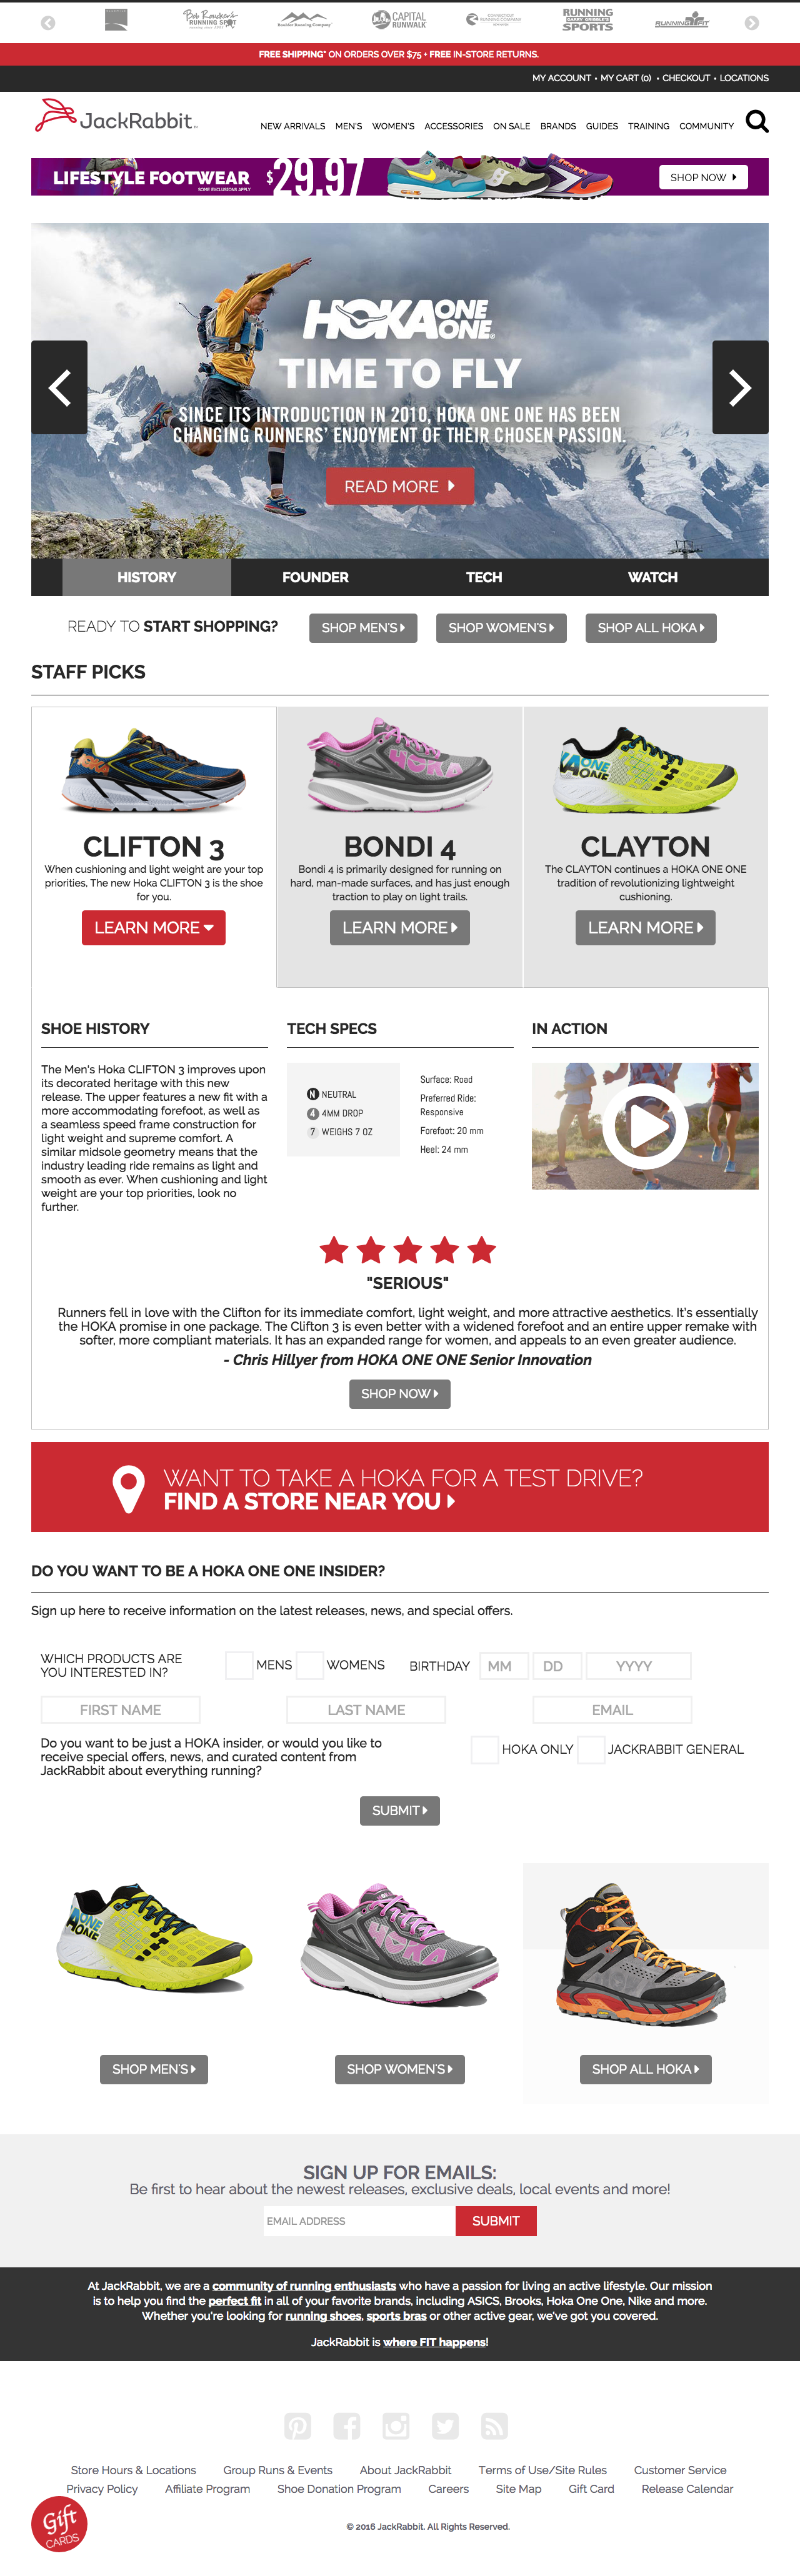 Bob Roncker's
RUNNING SPOT
Boulder Running Company
CAPITAL
RUNWALK
CONNECTICUT
RUNNING COMPANY
RUNNING
GARRY GRIBBLE'S
SPORTS
RUNNING FIT
FREE SHIPPING* ON ORDERS OVER $75 + FREE IN-STORE RETURNS.
MY ACCOUNT • MY CART (0) • CHECKOUT • LOCATIONS
JackRabbit
NEW ARRIVALS MEN'S WOMEN'S ACCESSORIES ON SALE BRANDS GUIDES TRAINING COMMUNITY
LIFESTYLE FOOTWEAR $29.97
SOME EXCLUSIONS APPLY
SHOP NOW
HOKA ONE ONE
TIME TO FLY
SINCE ITS INTRODUCTION IN 2010, HOKA ONE ONE HAS BEEN
CHANGING RUNNERS' ENJOYMENT OF THEIR CHOSEN PASSION.
READ MORE
HISTORY FOUNDER TECH WATCH
READY TO START SHOPPING? SHOP MEN'S SHOP WOMEN'S SHOP ALL HOKA
STAFF PICKS
CLIFTON 3
When cushioning and light weight are your top
priorities, The new Hoka CLIFTON 3 is the shoe
for you.
LEARN MORE
HOKA
BONDI 4
Bondi 4 is primarily designed for running on
hard, man-made surfaces, and has just enough
traction to play on light trails.
LEARN MORE
ONE
ONE
CLAYTON
The CLAYTON continues a HOKA ONE ONE
tradition of revolutionizing lightweight
cushioning.
LEARN MORE
SHOE HISTORY
The Men's Hoka CLIFTON 3 improves upon
its decorated heritage with this new
release. The upper features a new fit with a
more accommodating forefoot, as well as
a seamless speed frame construction for
light weight and supreme comfort. A
similar midsole geometry means that the
industry leading ride remains as light and
smooth as ever. When cushioning and light
weight are your top priorities, look no
further.
TECH SPECS
N NEUTRAL
4 4MM DROP
7 WEIGHS 7 OZ
Surface: Road
Preferred Ride:
Responsive
Forefoot: 20 mm
Heel: 24 mm
IN ACTION
"SERIOUS"
Runners fell in love with the Clifton for its immediate comfort, light weight, and more attractive aesthetics. It's essentially
the HOKA promise in one package. The Clifton 3 is even better with a widened forefoot and an entire upper remake with
softer, more compliant materials. It has an expanded range for women, and appeals to an even greater audience.
- Chris Hillyer from HOKA ONE ONE Senior Innovation
SHOP NOW
WANT TO TAKE A HOKA FOR A TEST DRIVE?
FIND A STORE NEAR YOU
DO YOU WANT TO BE A HOKA ONE ONE INSIDER?
Sign up here to receive information on the latest releases, news, and special offers.
WHICH PRODUCTS ARE
YOU INTERESTED IN?
MENS WOMENS BIRTHDAY MM DD YYYY
FIRST NAME LAST NAME EMAIL
Do you want to be just a HOKA insider, or would you like to
receive special offers, news, and curated content from
JackRabbit about everything running?
HOKA ONLY JACKRABBIT GENERAL
SUBMIT
ONE
ONE
HOKA
SHOP MEN'S SHOP WOMEN'S SHOP ALL HOKA
SIGN UP FOR EMAILS:
Be first to hear about the newest releases, exclusive deals, local events and more!
EMAIL ADDRESS SUBMIT
At JackRabbit, we are a community of running enthusiasts who have a passion for living an active lifestyle. Our mission
is to help you find the perfect fit in all of your favorite brands, including ASICS, Brooks, Hoka One One, Nike and more.
Whether you're looking for running shoes, sports bras or other active gear, we've got you covered.
JackRabbit is where FIT happens!
Store Hours & Locations Group Runs & Events About JackRabbit Terms of Use/Site Rules Customer Service
Privacy Policy Affiliate Program Shoe Donation Program Careers Site Map Gift Card Release Calendar
Gift
CARDS
© 2016 JackRabbit. All Rights Reserved.